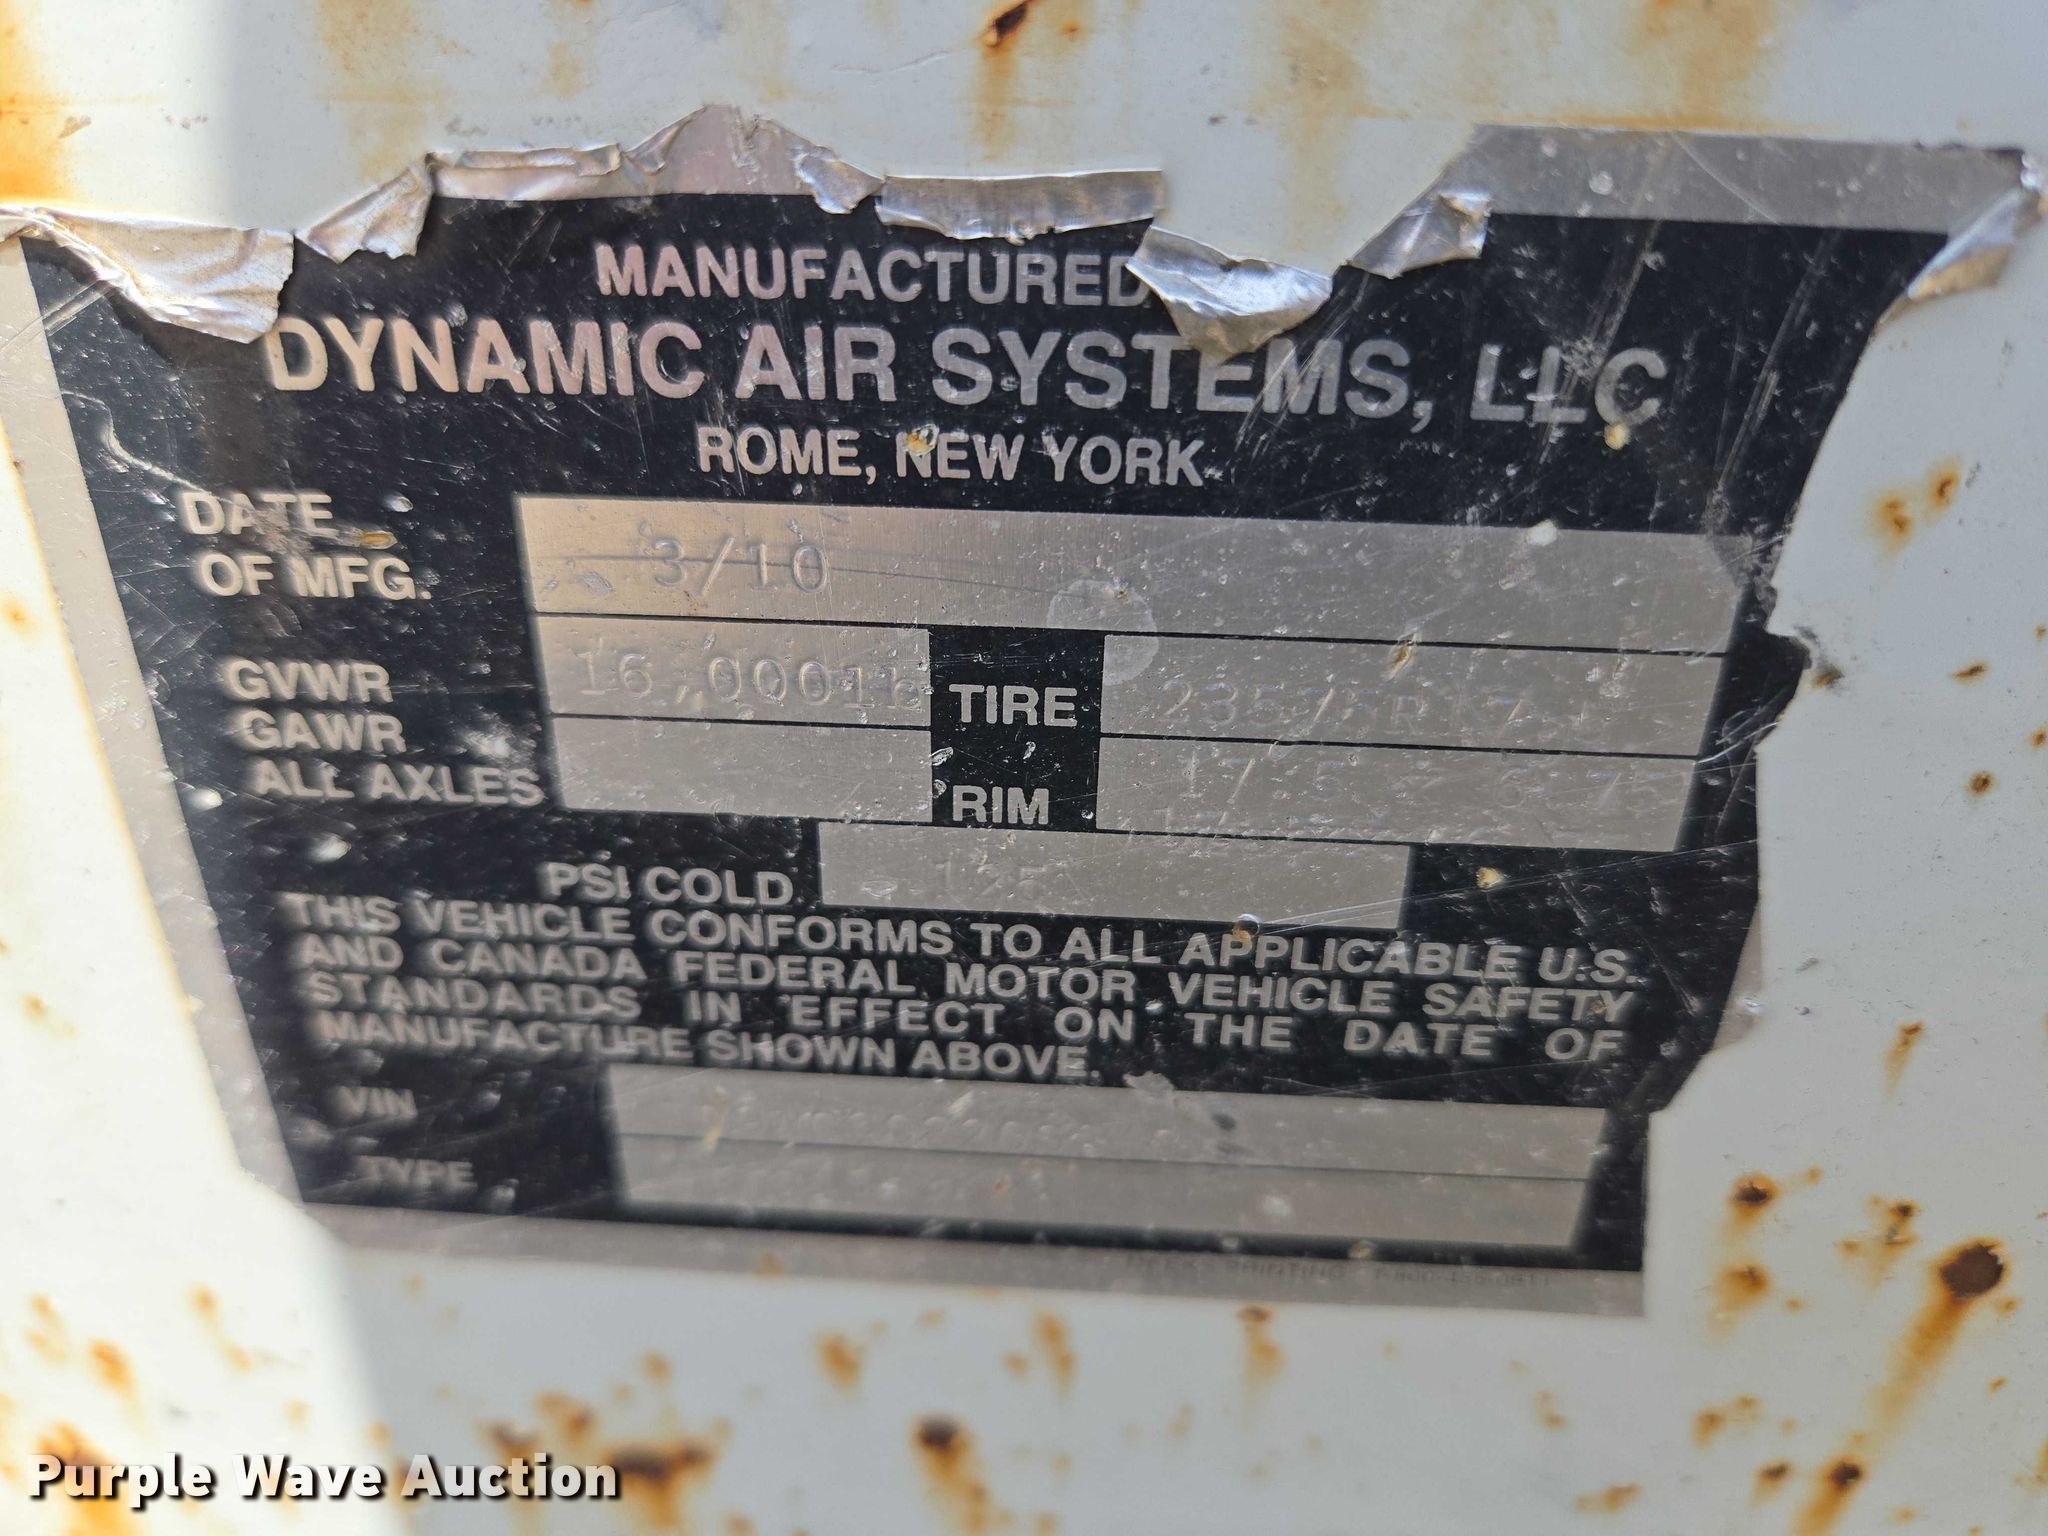 MANUFACTURED
DYNAMIC AIR SYSTEMS, LLC
ROME, NEW YORK
DATE
OF MFG.
3/10
GVWR
16,000lb
TIRE
GAWR
ALL AXLES
RIM
PSI COLD
THIS VEHICLE CONFORMS TO ALL APPLICABLE U.S.
AND CANADA FEDERAL MOTOR VEHICLE SAFETY
STANDARDS IN EFFECT ON THE DATE OF
MANUFACTURE SHOWN ABOVE.
VIN
TYPE
Purple Wave Auction